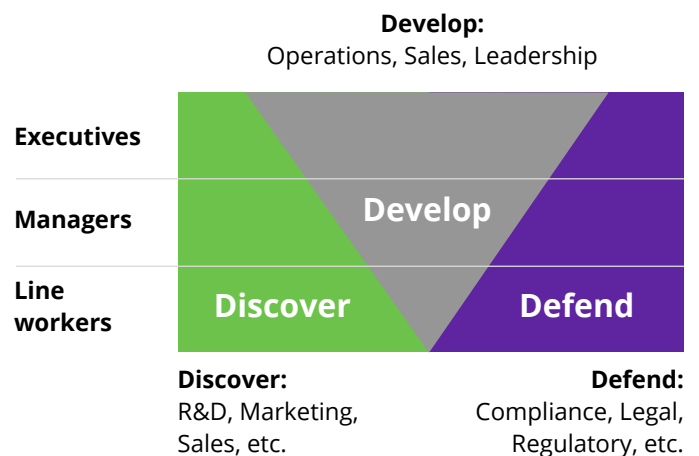 Develop:
Operations, Sales, Leadership
Executives
Managers
Develop
Line
workers
Discover
Defend
Discover:
R&D, Marketing,
Sales, etc.
Defend:
Compliance, Legal,
Regulatory, etc.